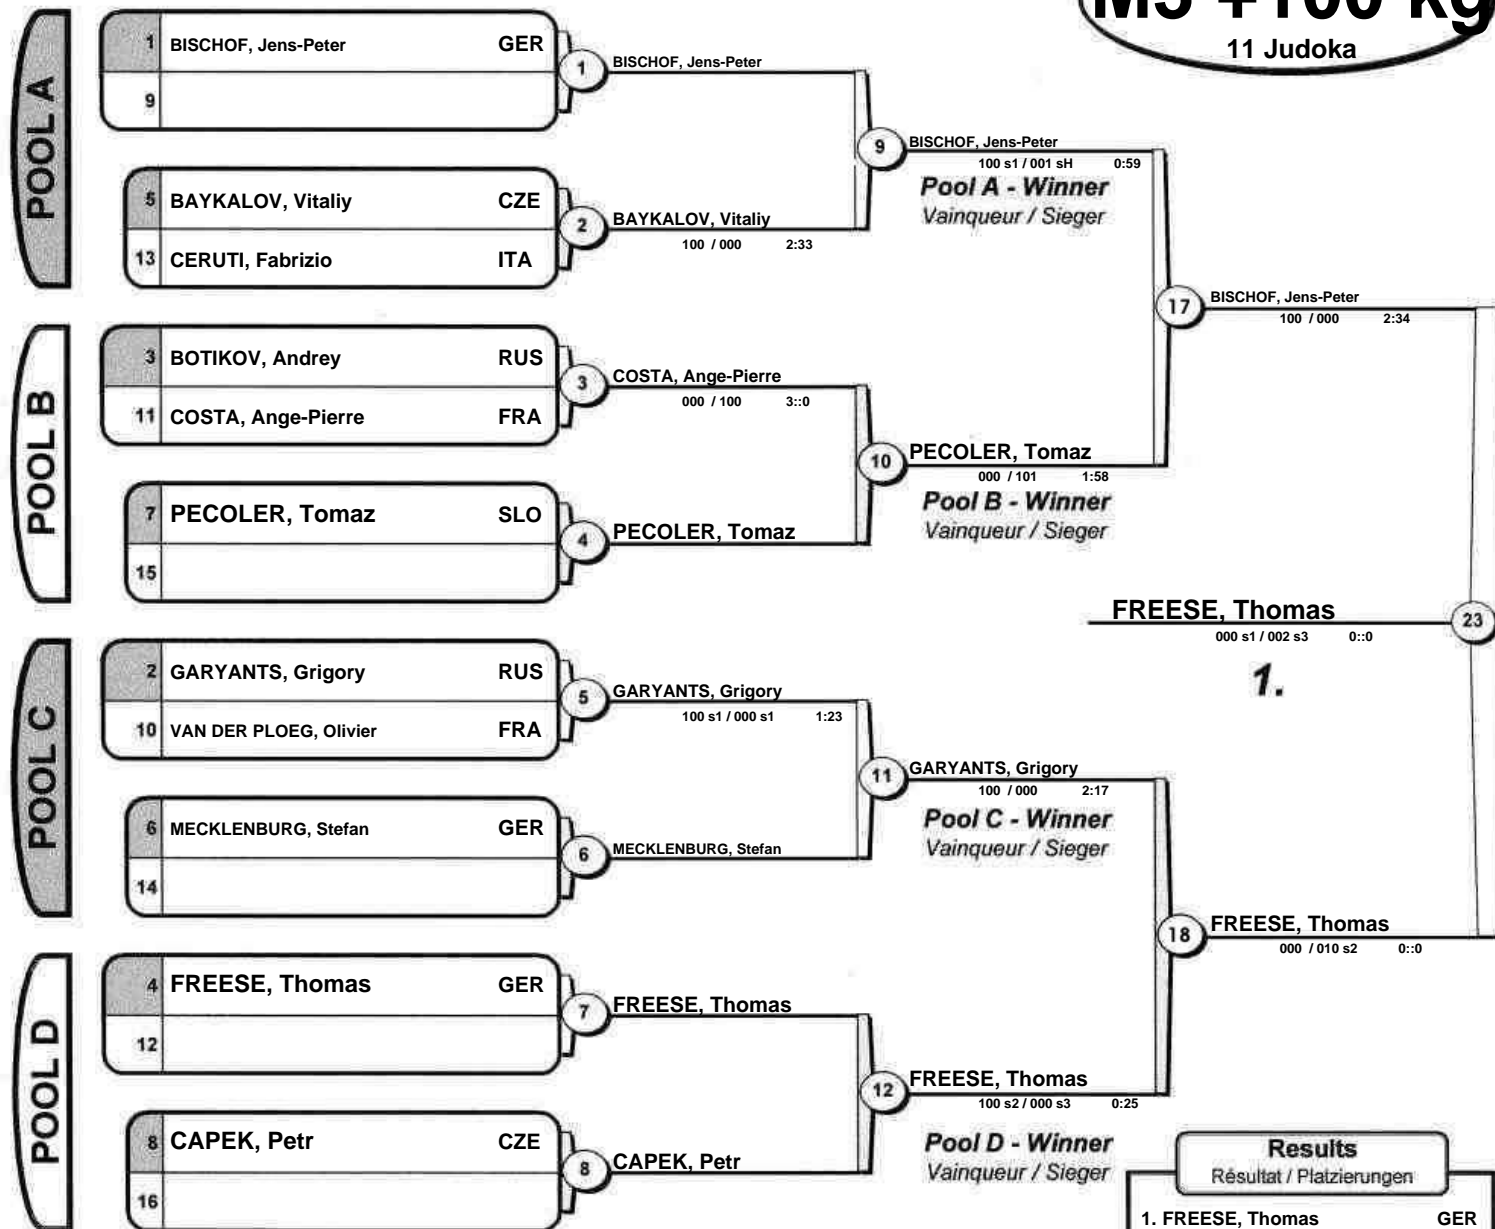 M5 +100 kg
11 Judoka
POOL A
1 BISCHOF, Jens-Peter GER
9
1 BISCHOF, Jens-Peter
5 BAYKALOV, Vitaliy CZE
13 CERUTI, Fabrizio ITA
2 BAYKALOV, Vitaliy
100 / 000 2:33
9 BISCHOF, Jens-Peter
100 s1 / 001 sH 0:59
Pool A - Winner
Vainqueur / Sieger
POOL B
3 BOTIKOV, Andrey RUS
11 COSTA, Ange-Pierre FRA
3 COSTA, Ange-Pierre
000 / 100 3::0
7 PECOLER, Tomaz SLO
15
4 PECOLER, Tomaz
10 PECOLER, Tomaz
000 / 101 1:58
Pool B - Winner
Vainqueur / Sieger
17 BISCHOF, Jens-Peter
100 / 000 2:34
FREESE, Thomas 23
000 s1 / 002 s3 0::0
1.
POOL C
2 GARYANTS, Grigory RUS
10 VAN DER PLOEG, Olivier FRA
5 GARYANTS, Grigory
100 s1 / 000 s1 1:23
6 MECKLENBURG, Stefan GER
14
6 MECKLENBURG, Stefan
11 GARYANTS, Grigory
100 / 000 2:17
Pool C - Winner
Vainqueur / Sieger
POOL D
4 FREESE, Thomas GER
12
7 FREESE, Thomas
8 CAPEK, Petr CZE
16
8 CAPEK, Petr
12 FREESE, Thomas
100 s2 / 000 s3 0:25
Pool D - Winner
Vainqueur / Sieger
18 FREESE, Thomas
000 / 010 s2 0::0
Results
Résultat / Platzierungen
1. FREESE, Thomas GER